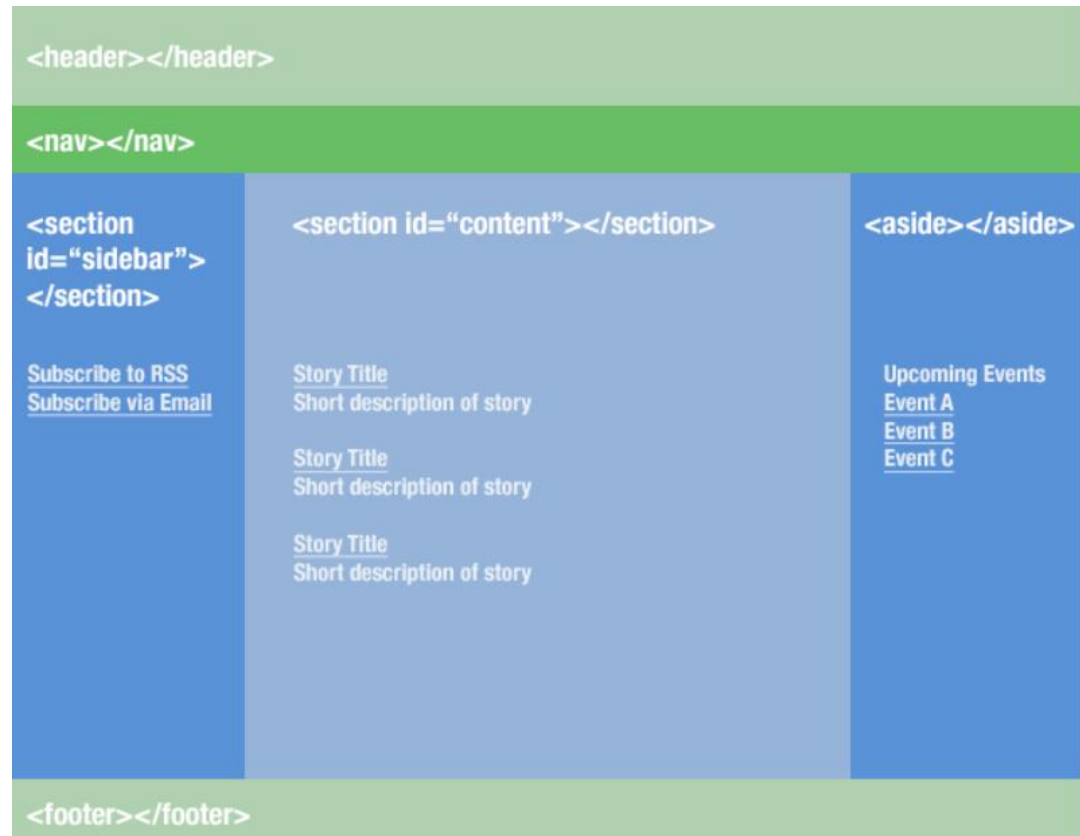 <header></header>
<nav></nav>
<section
id=“sidebar”>
</section>
Subscribe to RSS
Subscribe via Email
<section id=“content”></section>
Story Title
Short description of story
Story Title
Short description of story
Story Title
Short description of story
<aside></aside>
Upcoming Events
Event A
Event B
Event C
<footer></footer>